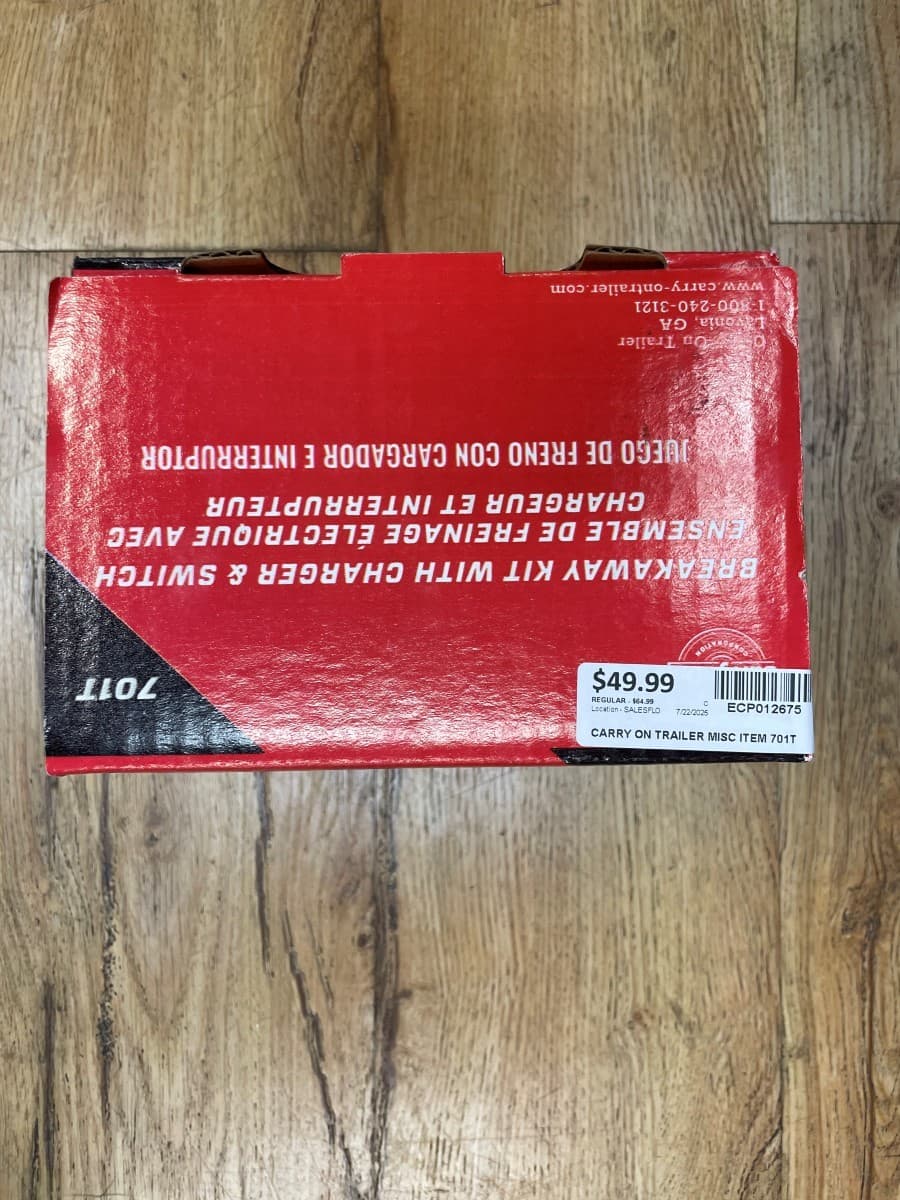 701T
CORPORATION
BREAKAWAY KIT WITH CHARGER & SWITCH
ENSEMBLE DE FREINAGE ÉLECTRIQUE AVEC
CHARGEUR ET INTERRUPTEUR
JUEGO DE FRENO CON CARGADOR E INTERRUPTOR
On Trailer
Lavonia, GA
1-800-240-3121
www.carry-ontrailer.com
$49.99
REGULAR - $64.99
C
Location - SALESFLO 7/22/2025
ECP012675
CARRY ON TRAILER MISC ITEM 701T